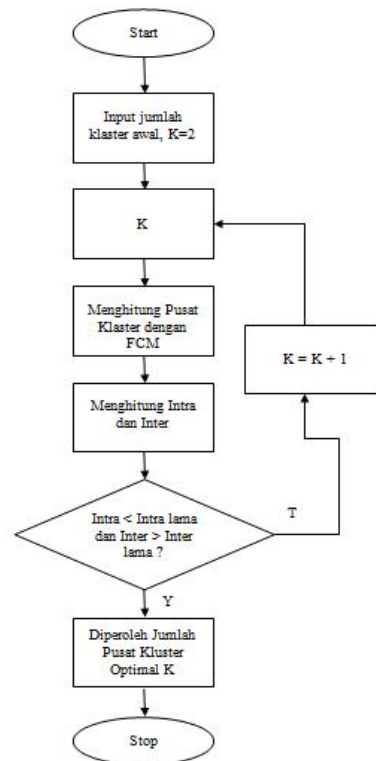 Start
Input jumlah
klaster awal, K=2
K
Menghitung Pusat
Klaster dengan
FCM
K = K + 1
Menghitung Intra
dan Inter
Intra < Intra lama
dan Inter > Inter
lama ?
T
Y
Diperoleh Jumlah
Pusat Kluster
Optimal K
Stop